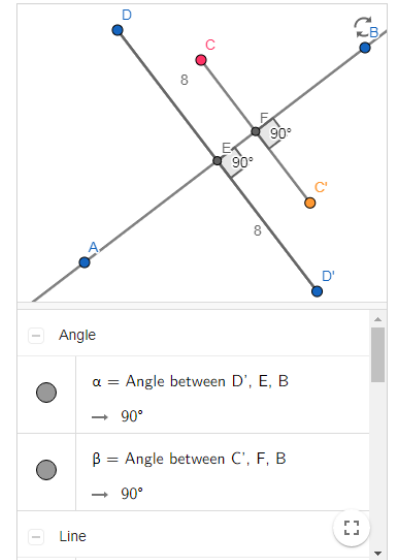 D
C
B
8
F
90°
E
90°
C'
A
8
D'
Angle
α = Angle between D', E, B
→ 90°
β = Angle between C', F, B
→ 90°
Line